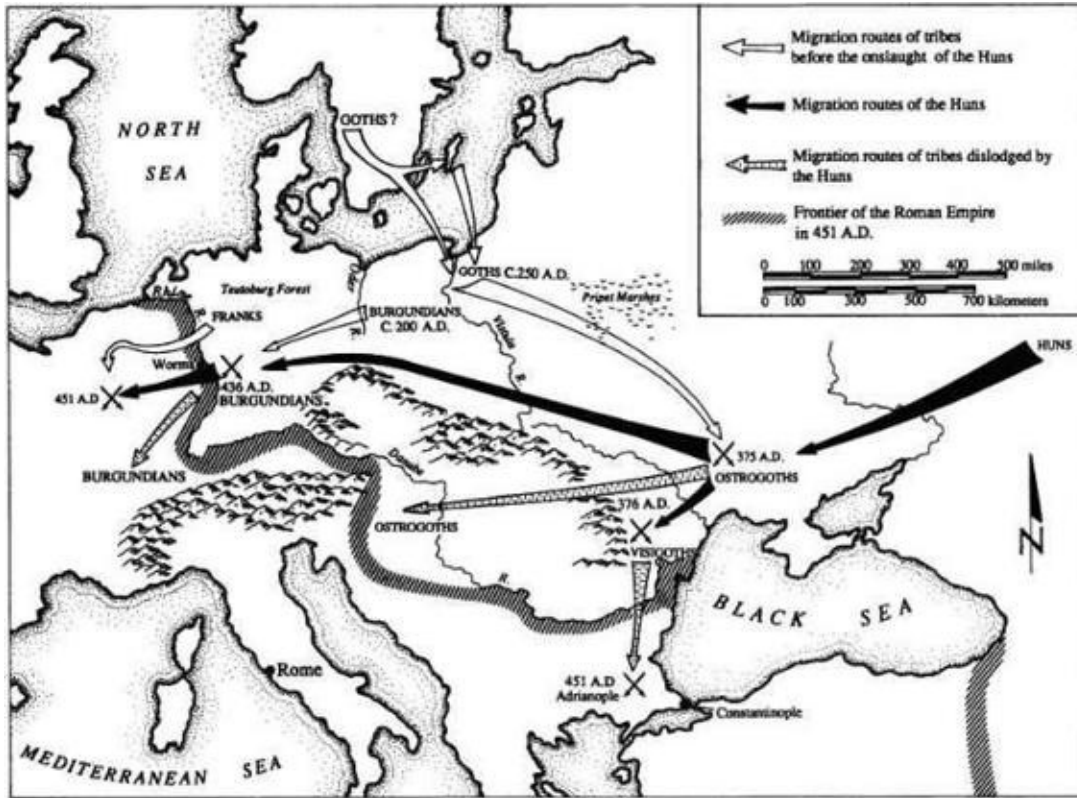 Migration routes of tribes
before the onslaught of the Huns
Migration routes of the Huns
Migration routes of tribes dislodged by
the Huns
Frontier of the Roman Empire
in 451 A.D.
0 100 200 300 400 500 miles
0 100 300 500 700 kilometers
NORTH
SEA
GOTHS ?
GOTHS C.250 A.D.
Teutoburg Forest
Oder
R.
Pripet Marshes
BURGUNDIANS
C. 200 A.D.
FRANKS
Vistula
R.
HUNS
Worms
436 A.D.
BURGUNDIANS
451 A.D
375 A.D.
OSTROGOTHS
BURGUNDIANS
Danube
376 A.D.
OSTROGOTHS
VISIGOTHS
N
R.
BLACK SEA
Rome
451 A.D
Adrianople
Constantinople
MEDITERRANEAN SEA